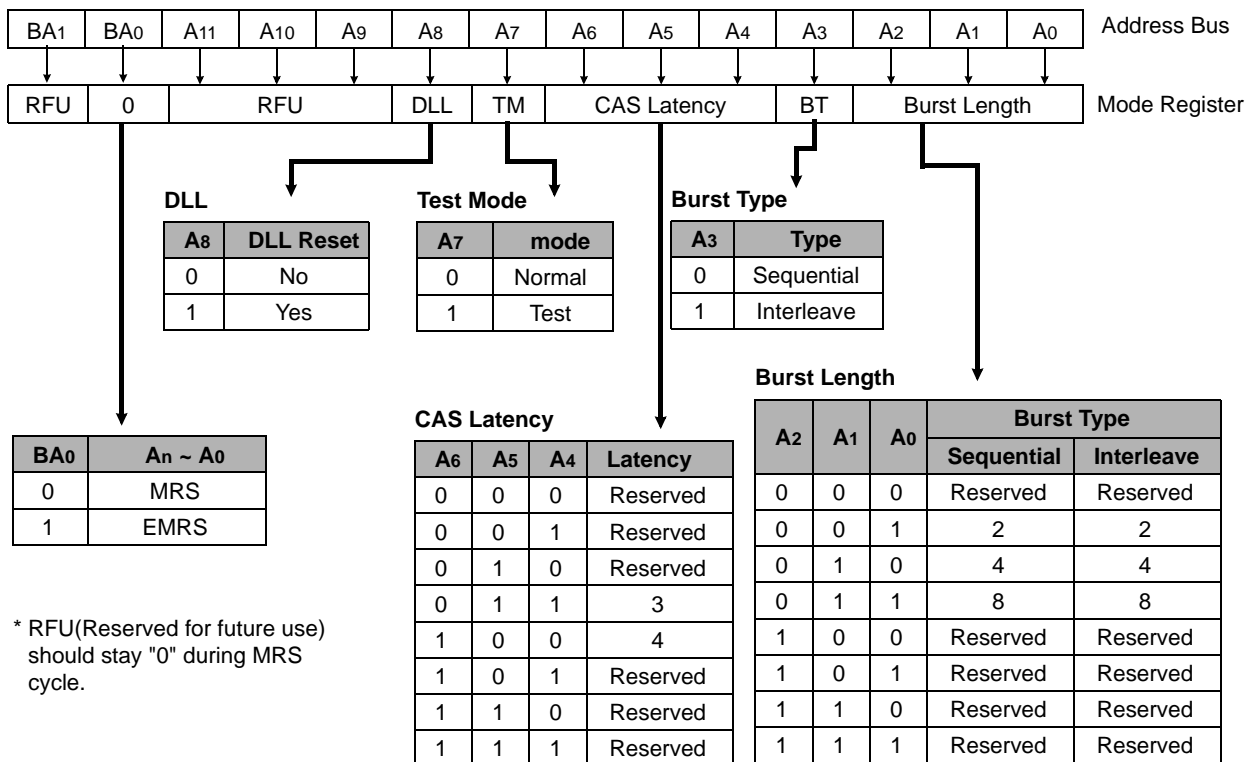 BA1 BA0 A11 A10 A9 A8 A7 A6 A5 A4 A3 A2 A1 A0 Address Bus
RFU 0 RFU DLL TM CAS Latency BT Burst Length Mode Register
DLL
A8 DLL Reset
0 No
1 Yes
Test Mode
A7 mode
0 Normal
1 Test
Burst Type
A3 Type
0 Sequential
1 Interleave
BA0 An ~ A0
0 MRS
1 EMRS
* RFU(Reserved for future use)
should stay "0" during MRS
cycle.
CAS Latency
A6 A5 A4 Latency
0 0 0 Reserved
0 0 1 Reserved
0 1 0 Reserved
0 1 1 3
1 0 0 4
1 0 1 Reserved
1 1 0 Reserved
1 1 1 Reserved
Burst Length
A2 A1 A0 Burst Type
Sequential Interleave
0 0 0 Reserved Reserved
0 0 1 2 2
0 1 0 4 4
0 1 1 8 8
1 0 0 Reserved Reserved
1 0 1 Reserved Reserved
1 1 0 Reserved Reserved
1 1 1 Reserved Reserved